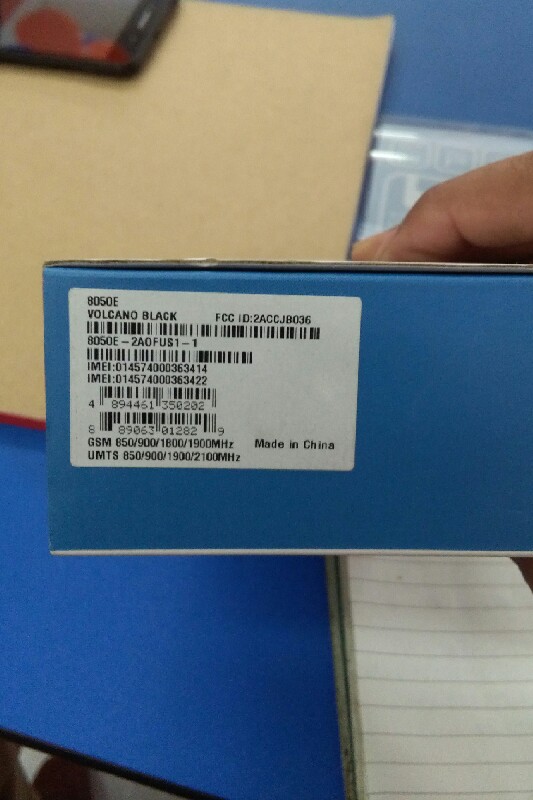 8050E
VOLCANO BLACK FCC ID:2ACCJB036
8050E-2AOFUS1-1
IMEI:014574000363414
IMEI:014574000363422
4 894461 350202
8 89063 01282 9
GSM 850/900/1800/1900MHz Made in China
UMTS 850/900/1900/2100MHz